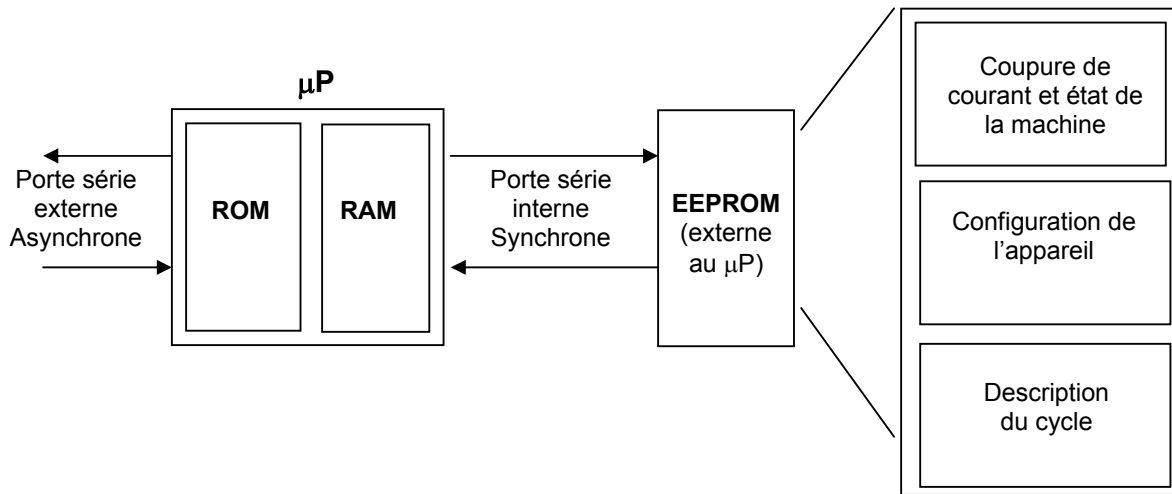 μP
Porte série
externe
Asynchrone
ROM
RAM
Porte série
interne
Synchrone
EEPROM
(externe
au μP)
Coupure de
courant et état de
la machine
Configuration de
l’appareil
Description
du cycle